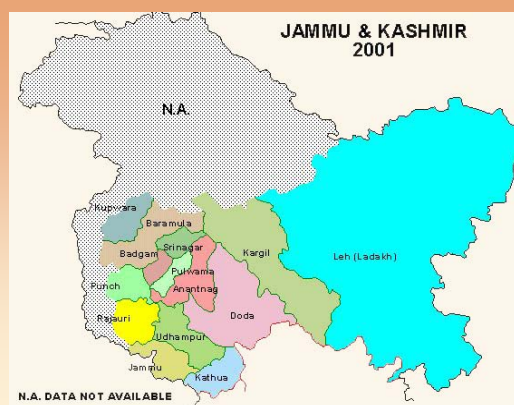 JAMMU & KASHMIR
2001
N.A.
Kupwara
Baramula
Srinagar
Badgam
Kargil
Leh (Ladakh)
Pulwama
Punch
Anantnag
Rajauri
Doda
Udhampur
Jammu
Kathua
N.A. DATA NOT AVAILABLE